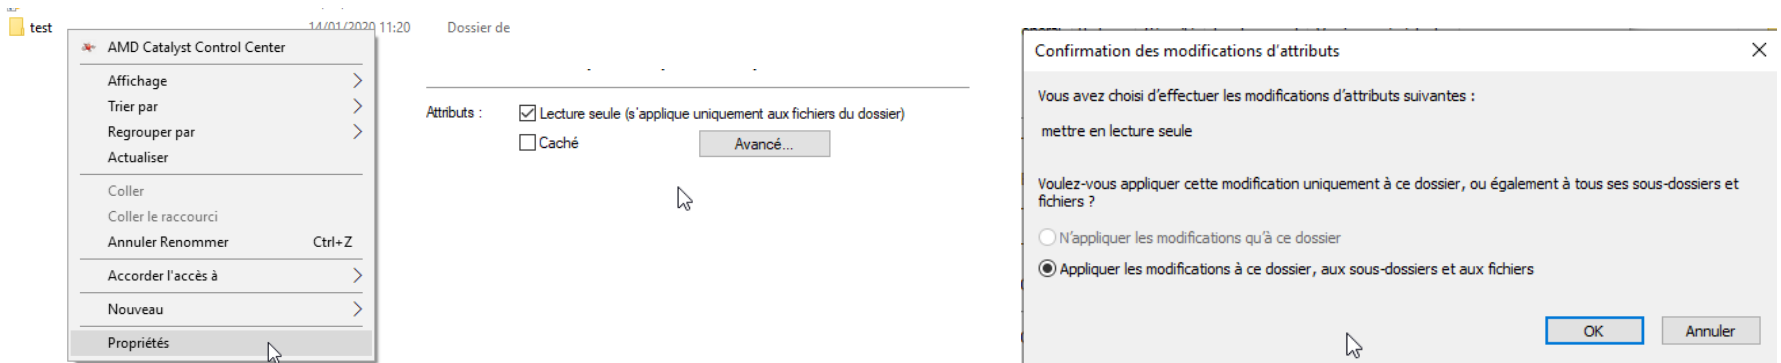 test
14/01/2020 11:20
Dossier de
AMD Catalyst Control Center
Affichage
Trier par
Regrouper par
Actualiser
Coller
Coller le raccourci
Annuler Renommer Ctrl+Z
Accorder l'accès à
Nouveau
Propriétés
Attributs :
Lecture seule (s'applique uniquement aux fichiers du dossier)
Caché
Avancé...
Confirmation des modifications d'attributs
Vous avez choisi d'effectuer les modifications d'attributs suivantes :
mettre en lecture seule
Voulez-vous appliquer cette modification uniquement à ce dossier, ou également à tous ses sous-dossiers et
fichiers ?
N'appliquer les modifications qu'à ce dossier
Appliquer les modifications à ce dossier, aux sous-dossiers et aux fichiers
OK
Annuler